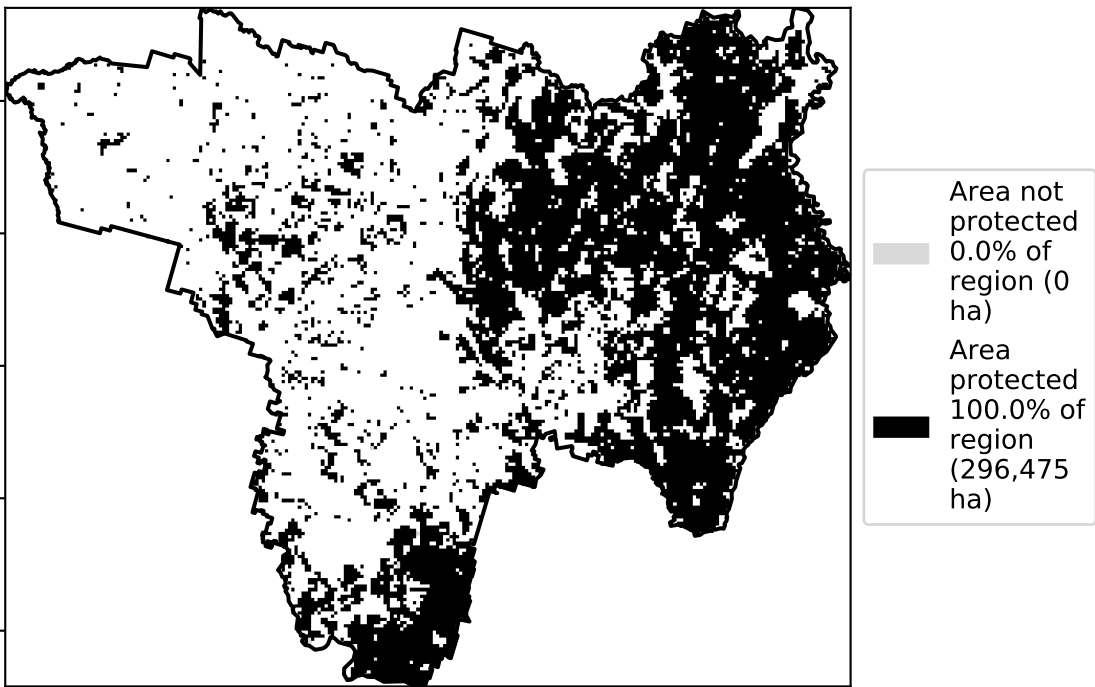 Area not
protected
0.0% of
region (0
ha)
Area
protected
100.0% of
region
(296,475
ha)